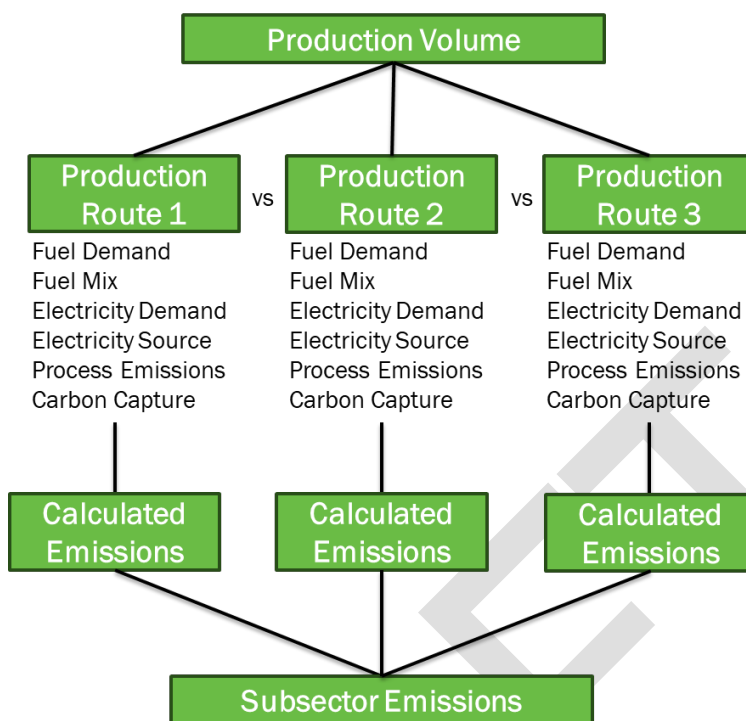 Production Volume
Production
Route 1
vs
Production
Route 2
vs
Production
Route 3
Fuel Demand
Fuel Mix
Electricity Demand
Electricity Source
Process Emissions
Carbon Capture
Fuel Demand
Fuel Mix
Electricity Demand
Electricity Source
Process Emissions
Carbon Capture
Fuel Demand
Fuel Mix
Electricity Demand
Electricity Source
Process Emissions
Carbon Capture
Calculated
Emissions
Calculated
Emissions
Calculated
Emissions
Subsector Emissions